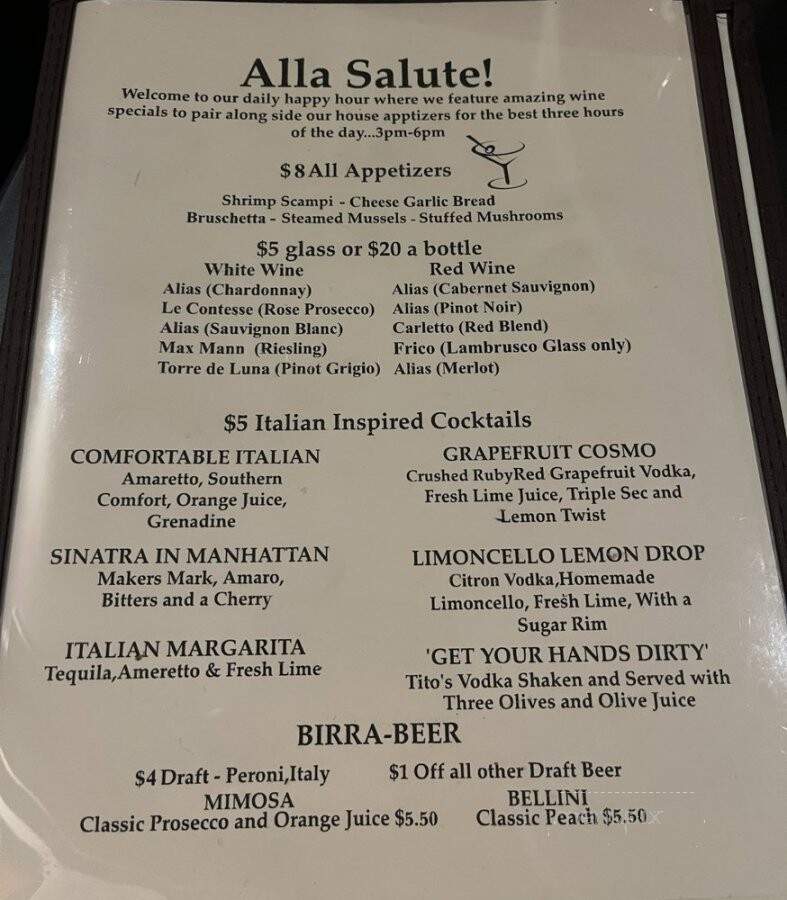 Alla Salute!
Welcome to our daily happy hour where we feature amazing wine
specials to pair along side our house apptizers for the best three hours
of the day...3pm-6pm
$8 All Appetizers
Shrimp Scampi - Cheese Garlic Bread
Bruschetta - Steamed Mussels - Stuffed Mushrooms
$5 glass or $20 a bottle
White Wine
Alias (Chardonnay)
Le Contesse (Rose Prosecco)
Alias (Sauvignon Blanc)
Max Mann (Riesling)
Torre de Luna (Pinot Grigio)
Red Wine
Alias (Cabernet Sauvignon)
Alias (Pinot Noir)
Carletto (Red Blend)
Frico (Lambrusco Glass only)
Alias (Merlot)
$5 Italian Inspired Cocktails
COMFORTABLE ITALIAN
Amaretto, Southern
Comfort, Orange Juice,
Grenadine
SINATRA IN MANHATTAN
Makers Mark, Amaro,
Bitters and a Cherry
ITALIAN MARGARITA
Tequila,Ameretto & Fresh Lime
GRAPEFRUIT COSMO
Crushed RubyRed Grapefruit Vodka,
Fresh Lime Juice, Triple Sec and
Lemon Twist
LIMONCELLO LEMON DROP
Citron Vodka,Homemade
Limoncello, Fresh Lime, With a
Sugar Rim
'GET YOUR HANDS DIRTY'
Tito's Vodka Shaken and Served with
Three Olives and Olive Juice
BIRRA-BEER
$4 Draft - Peroni,Italy
$1 Off all other Draft Beer
MIMOSA
Classic Prosecco and Orange Juice $5.50
BELLINI
Classic Peach $5.50